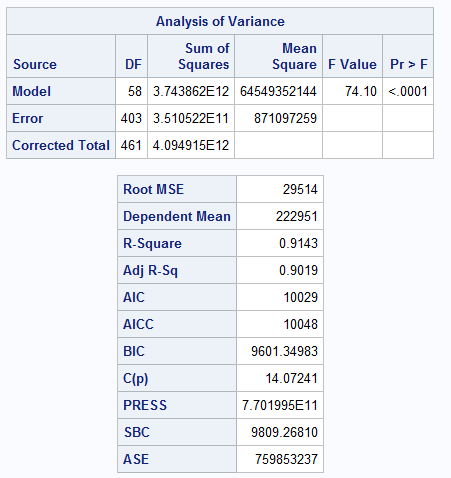 Analysis of Variance
Source DF Sum of Squares Mean Square F Value Pr > F
Model 58 3.743862E12 64549352144 74.10 <.0001
Error 403 3.510522E11 871097259
Corrected Total 461 4.094915E12
Root MSE 29514
Dependent Mean 222951
R-Square 0.9143
Adj R-Sq 0.9019
AIC 10029
AICC 10048
BIC 9601.34983
C(p) 14.07241
PRESS 7.701995E11
SBC 9809.26810
ASE 759853237